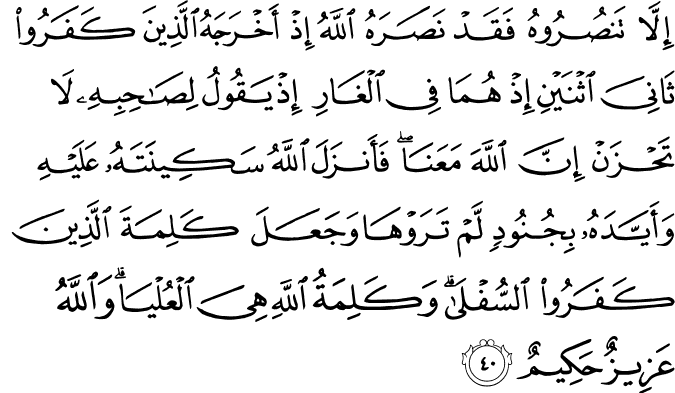 إِلَّا تَنصُرُوهُ فَقَدْ نَصَرَهُ ٱللَّهُ إِذْ أَخْرَجَهُ ٱلَّذِينَ كَفَرُوا۟
ثَانِىَ ٱثْنَيْنِ إِذْ هُمَا فِى ٱلْغَارِ إِذْ يَقُولُ لِصَـٰحِبِهِۦ لَا
تَحْزَنْ إِنَّ ٱللَّهَ مَعَنَا ۖ فَأَنزَلَ ٱللَّهُ سَكِينَتَهُۥ عَلَيْهِ
وَأَيَّدَهُۥ بِجُنُودٍ لَّمْ تَرَوْهَا وَجَعَلَ كَلِمَةَ ٱلَّذِينَ
كَفَرُوا۟ ٱلسُّفْلَىٰ ۗ وَكَلِمَةُ ٱللَّهِ هِىَ ٱلْعُلْيَا ۗ وَٱللَّهُ
عَزِيزٌ حَكِيمٌ ٤٠